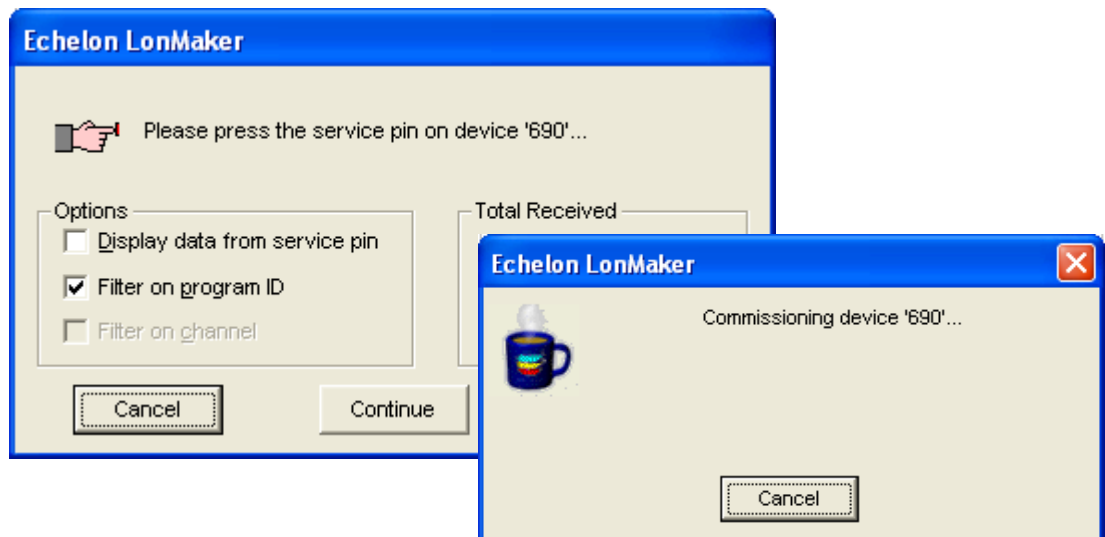 Echelon LonMaker
Please press the service pin on device '690'...
Options
Display data from service pin
Filter on program ID
Filter on channel
Total Received
Cancel
Continue
Echelon LonMaker
Commissioning device '690'...
Cancel